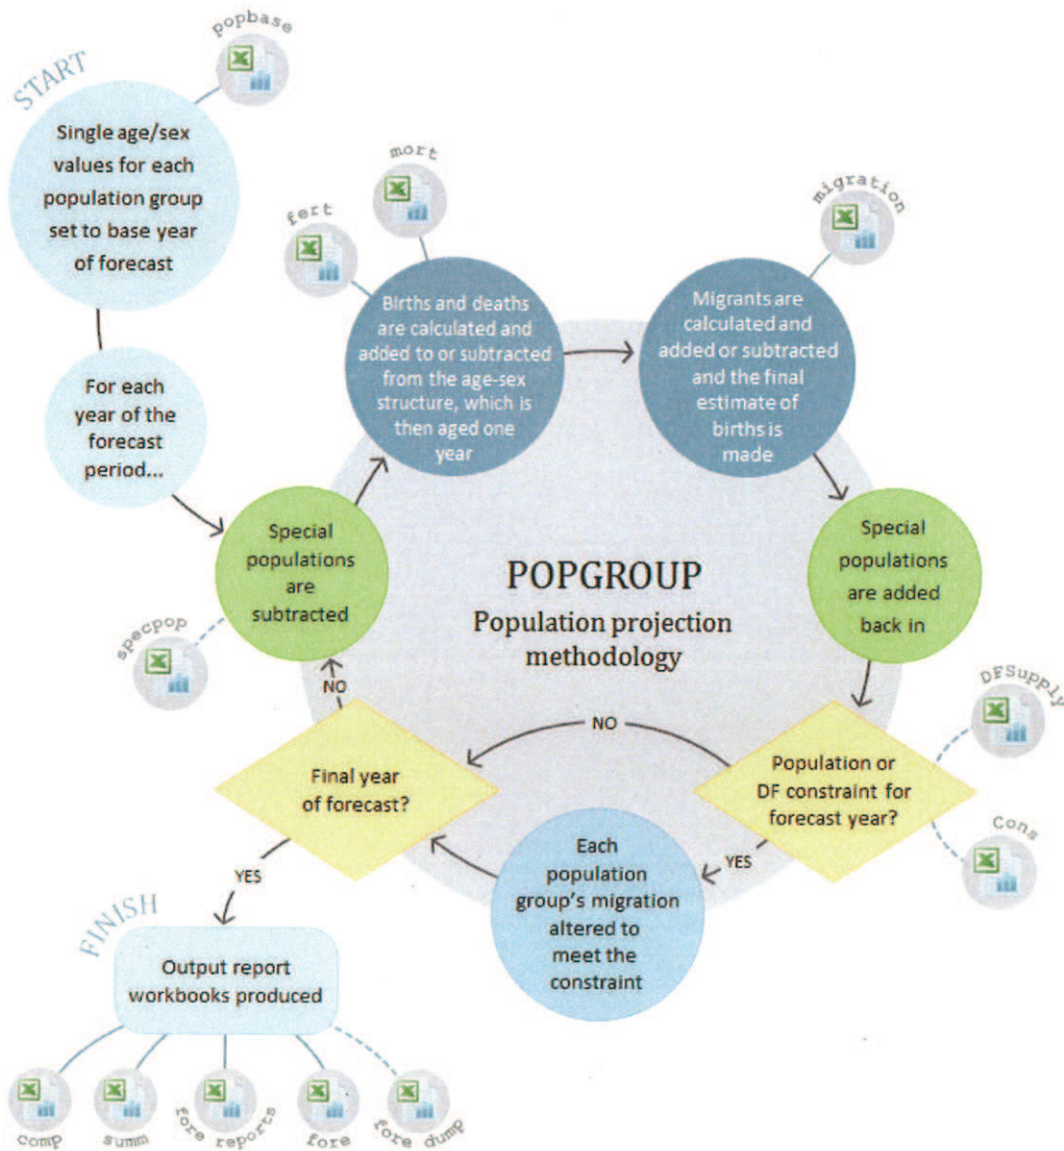 START
popbase
Single age/sex
values for each
population group
set to base year
of forecast
For each
year of the
forecast
period...
specpop
Special
populations
are
subtracted
fert
mort
Births and deaths
are calculated and
added to or subtracted
from the age-sex
structure, which is
then aged one
year
migration
Migrants are
calculated and
added or subtracted
and the final
estimate of
births is
made
Special
populations
are added
back in
POPGROUP
Population projection
methodology
DFSupply
Cons
Population or
DF constraint for
forecast year?
NO
YES
Each
population
group's migration
altered to
meet the
constraint
Final year
of forecast?
NO
YES
FINISH
Output report
workbooks produced
comp
summ
fore reports
fore
fore dump